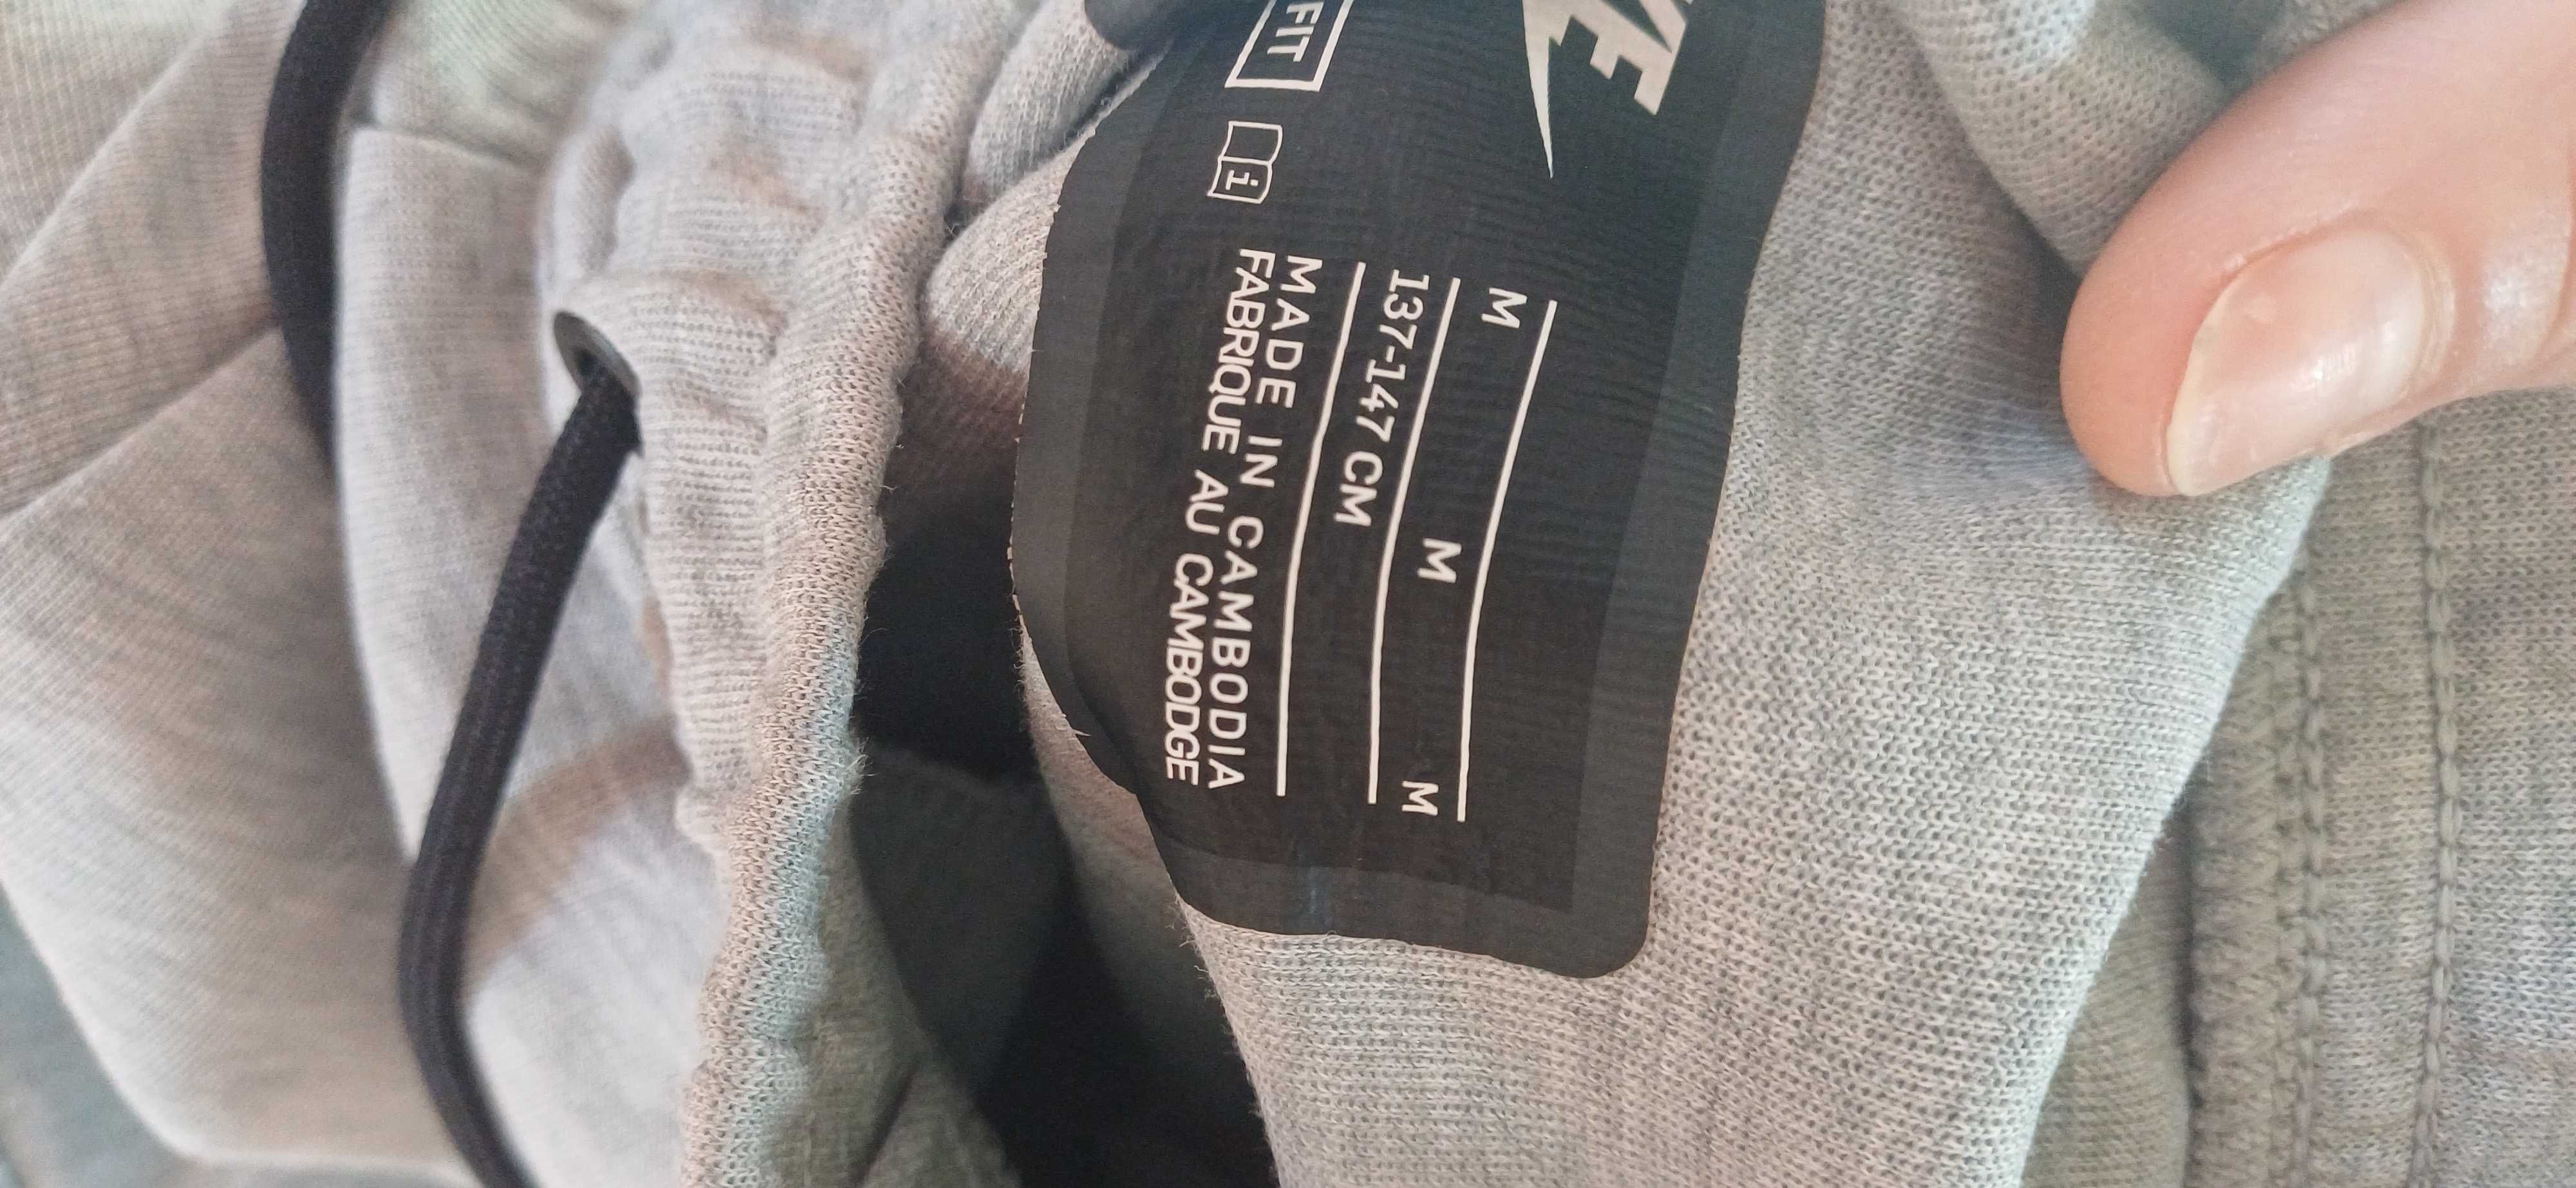 FIT
i
M M M
137-147 CM
MADE IN CAMBODIA
FABRIQUE AU CAMBODGE